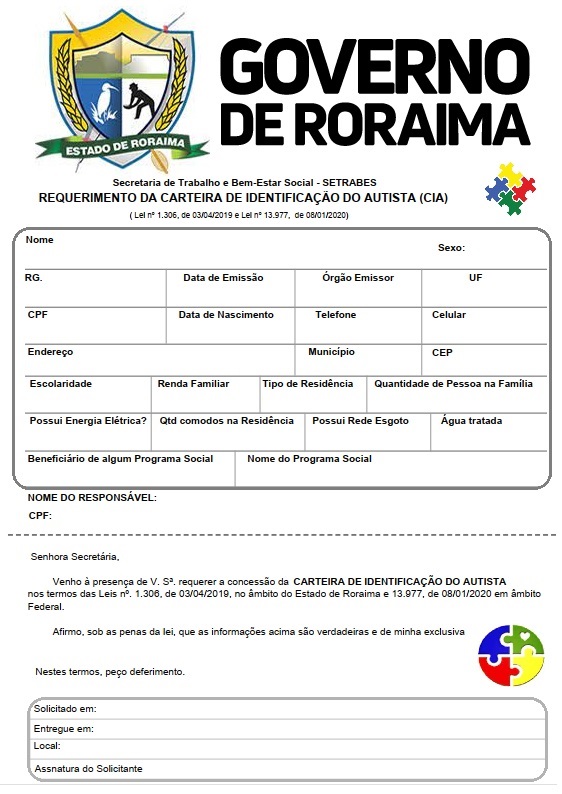 GOVERNO
DE RORAIMA
ESTADO DE RORAIMA
Secretaria de Trabalho e Bem-Estar Social - SETRABES
REQUERIMENTO DA CARTEIRA DE IDENTIFICAÇÃO DO AUTISTA (CIA)
( Lei nº 1.306, de 03/04/2019 e Lei nº 13.977, de 08/01/2020)
Nome
Sexo:
RG. Data de Emissão Órgão Emissor UF
CPF Data de Nascimento Telefone Celular
Endereço Município CEP
Escolaridade Renda Familiar Tipo de Residência Quantidade de Pessoa na Família
Possui Energia Elétrica? Qtd comodos na Residência Possui Rede Esgoto Água tratada
Beneficiário de algum Programa Social Nome do Programa Social
NOME DO RESPONSÁVEL:
CPF:
Senhora Secretária,
Venho à presença de V. Sª. requerer a concessão da CARTEIRA DE IDENTIFICAÇÃO DO AUTISTA
nos termos das Leis nº. 1.306, de 03/04/2019, no âmbito do Estado de Roraima e 13.977, de 08/01/2020 em âmbito
Federal.
Afirmo, sob as penas da lei, que as informações acima são verdadeiras e de minha exclusiva
Nestes termos, peço deferimento.
Solicitado em:
Entregue em:
Local:
Assnatura do Solicitante